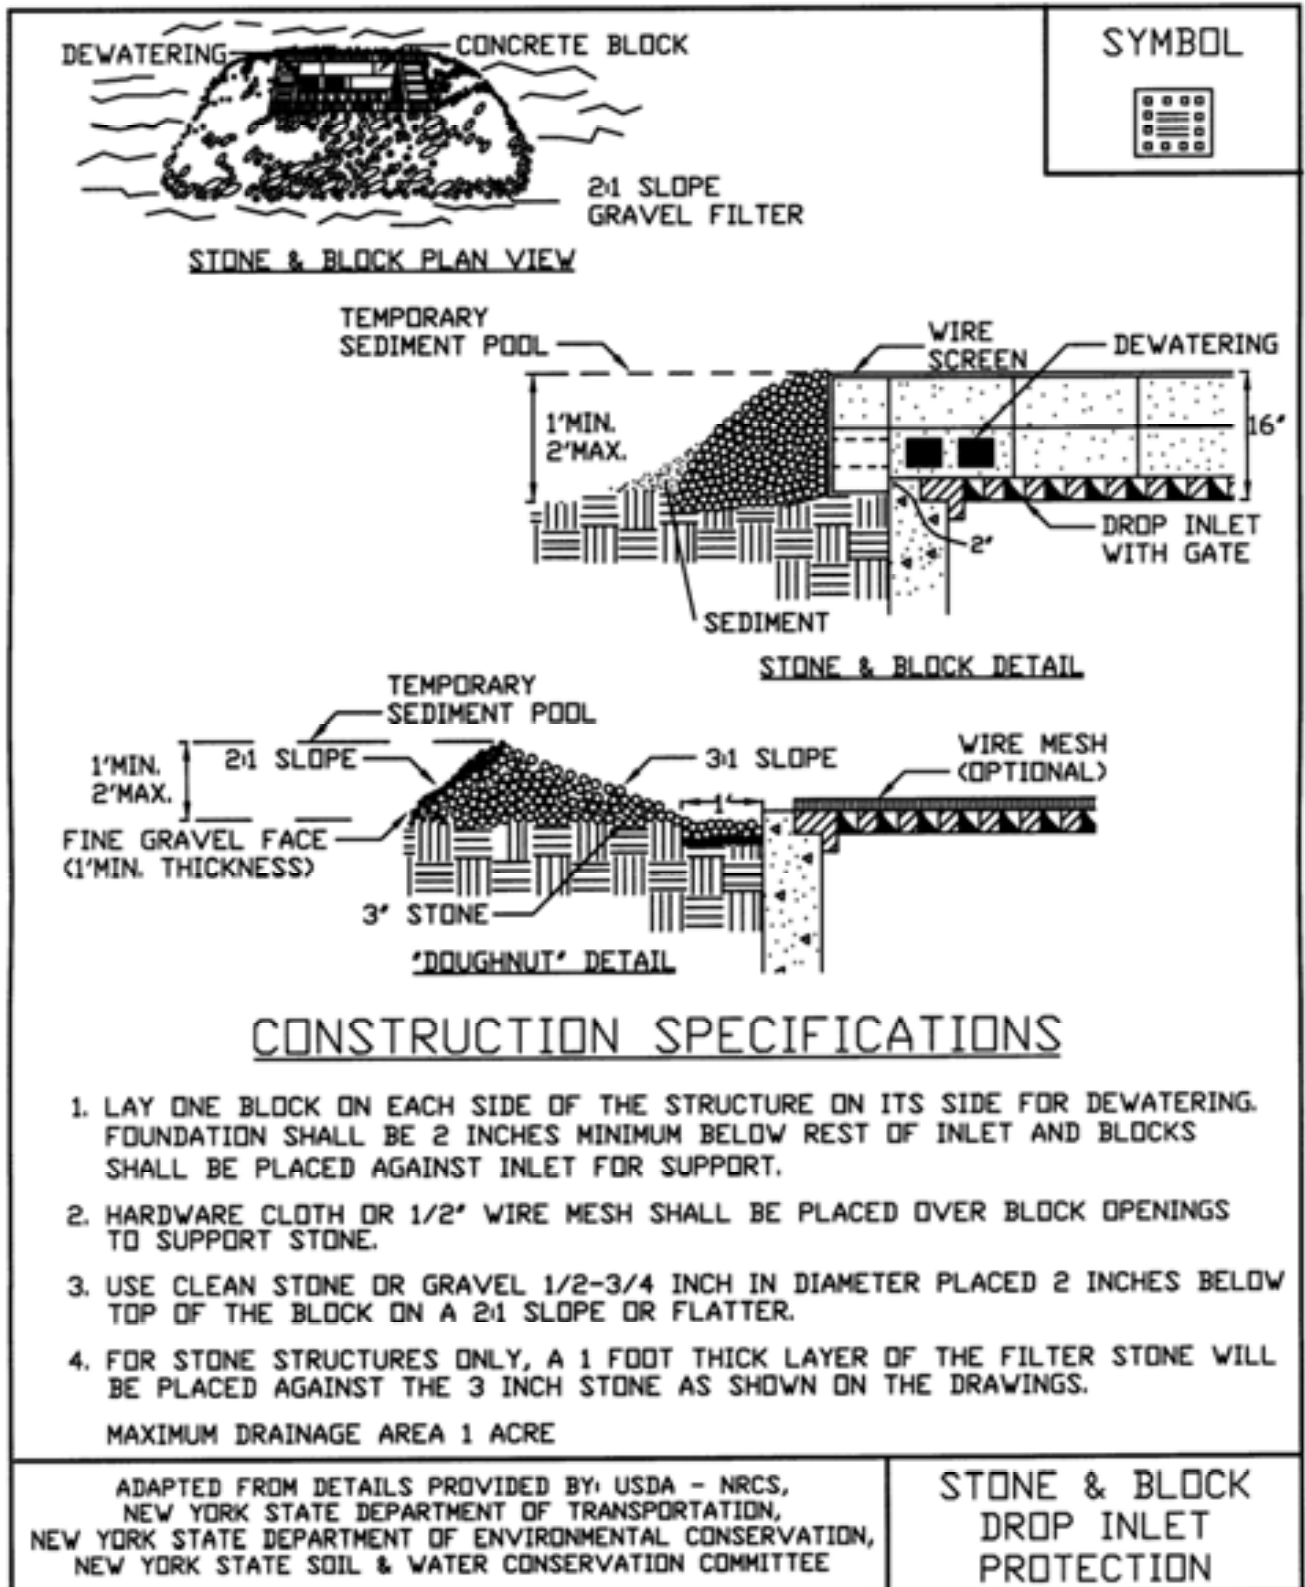 SYMBOL
DEWATERING
CONCRETE BLOCK
2:1 SLOPE
GRAVEL FILTER
STONE & BLOCK PLAN VIEW
TEMPORARY
SEDIMENT POOL
WIRE
SCREEN
DEWATERING
1'MIN.
2'MAX.
16"
2"
DROP INLET
WITH GATE
SEDIMENT
STONE & BLOCK DETAIL
TEMPORARY
SEDIMENT POOL
1'MIN.
2'MAX.
2:1 SLOPE
3:1 SLOPE
WIRE MESH
(OPTIONAL)
1'
FINE GRAVEL FACE
(1'MIN. THICKNESS)
3" STONE
"DOUGHNUT" DETAIL
CONSTRUCTION SPECIFICATIONS
1. LAY ONE BLOCK ON EACH SIDE OF THE STRUCTURE ON ITS SIDE FOR DEWATERING.
FOUNDATION SHALL BE 2 INCHES MINIMUM BELOW REST OF INLET AND BLOCKS
SHALL BE PLACED AGAINST INLET FOR SUPPORT.
2. HARDWARE CLOTH OR 1/2" WIRE MESH SHALL BE PLACED OVER BLOCK OPENINGS
TO SUPPORT STONE.
3. USE CLEAN STONE OR GRAVEL 1/2-3/4 INCH IN DIAMETER PLACED 2 INCHES BELOW
TOP OF THE BLOCK ON A 2:1 SLOPE OR FLATTER.
4. FOR STONE STRUCTURES ONLY, A 1 FOOT THICK LAYER OF THE FILTER STONE WILL
BE PLACED AGAINST THE 3 INCH STONE AS SHOWN ON THE DRAWINGS.
MAXIMUM DRAINAGE AREA 1 ACRE
ADAPTED FROM DETAILS PROVIDED BY: USDA - NRCS,
NEW YORK STATE DEPARTMENT OF TRANSPORTATION,
NEW YORK STATE DEPARTMENT OF ENVIRONMENTAL CONSERVATION,
NEW YORK STATE SOIL & WATER CONSERVATION COMMITTEE
STONE & BLOCK
DROP INLET
PROTECTION